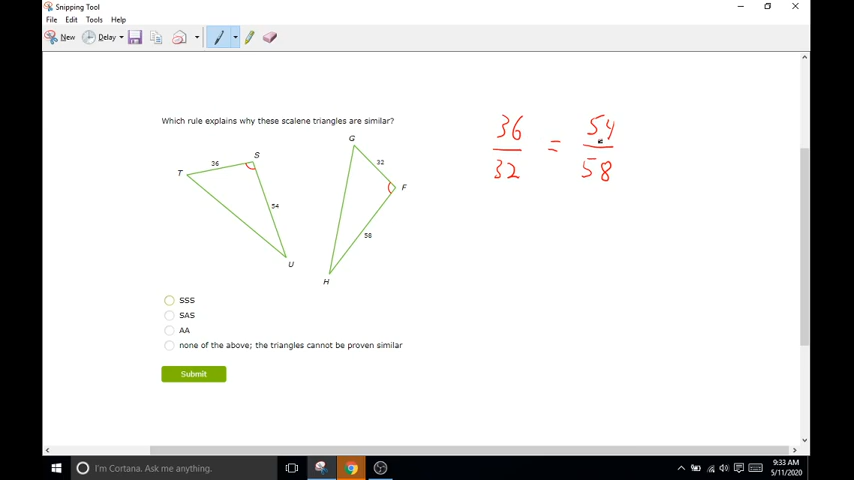 Snipping Tool
File Edit Tools Help
New Delay
Which rule explains why these scalene triangles are similar?
36 = 54
32 58
G
S
36
32
T
F
54
58
U
H
SSS
SAS
AA
none of the above; the triangles cannot be proven similar
Submit
I'm Cortana. Ask me anything.
9:33 AM
5/11/2020